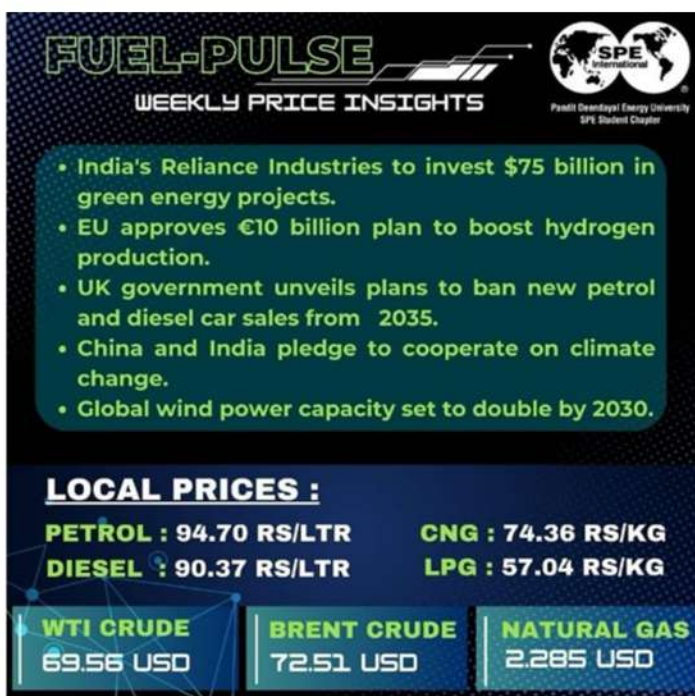 FUEL-PULSE
WEEKLY PRICE INSIGHTS
SPE
International
Pandit Deendayal Energy University
SPE Student Chapter
• India's Reliance Industries to invest $75 billion in
green energy projects.
• EU approves €10 billion plan to boost hydrogen
production.
• UK government unveils plans to ban new petrol
and diesel car sales from 2035.
• China and India pledge to cooperate on climate
change.
• Global wind power capacity set to double by 2030.
LOCAL PRICES :
PETROL : 94.70 RS/LTR
CNG : 74.36 RS/KG
DIESEL : 90.37 RS/LTR
LPG : 57.04 RS/KG
WTI CRUDE
69.56 USD
BRENT CRUDE
72.51 USD
NATURAL GAS
2.285 USD